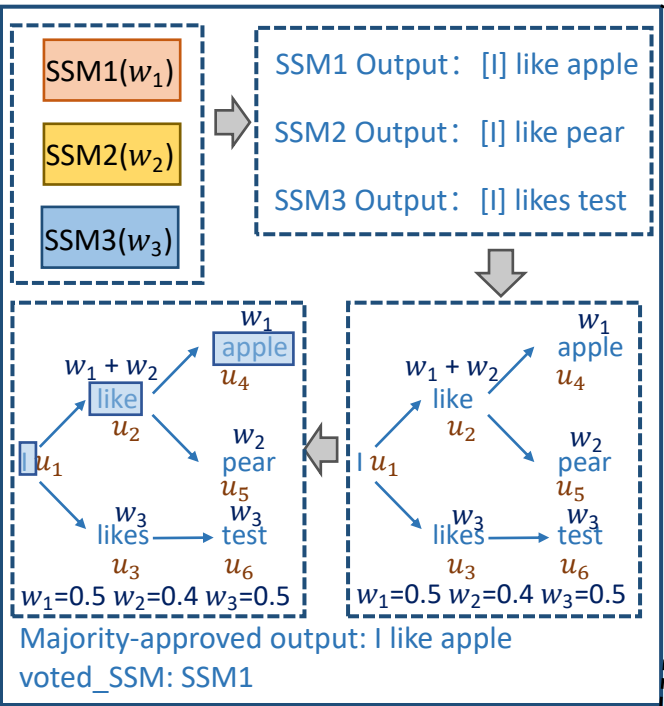 SSM1(w₁)
SSM2(w₂)
SSM3(w₃)
SSM1 Output： [I] like apple
SSM2 Output： [I] like pear
SSM3 Output： [I] likes test
w₁
apple
u₄
w₁ + w₂
like
u₂
w₂
pear
u₅
I u₁
w₃
likes
u₃
w₃
test
u₆
w₁=0.5 w₂=0.4 w₃=0.5
w₁
apple
u₄
w₁ + w₂
like
u₂
w₂
pear
u₅
I u₁
w₃
likes
u₃
w₃
test
u₆
w₁=0.5 w₂=0.4 w₃=0.5
Majority-approved output: I like apple
voted_SSM: SSM1